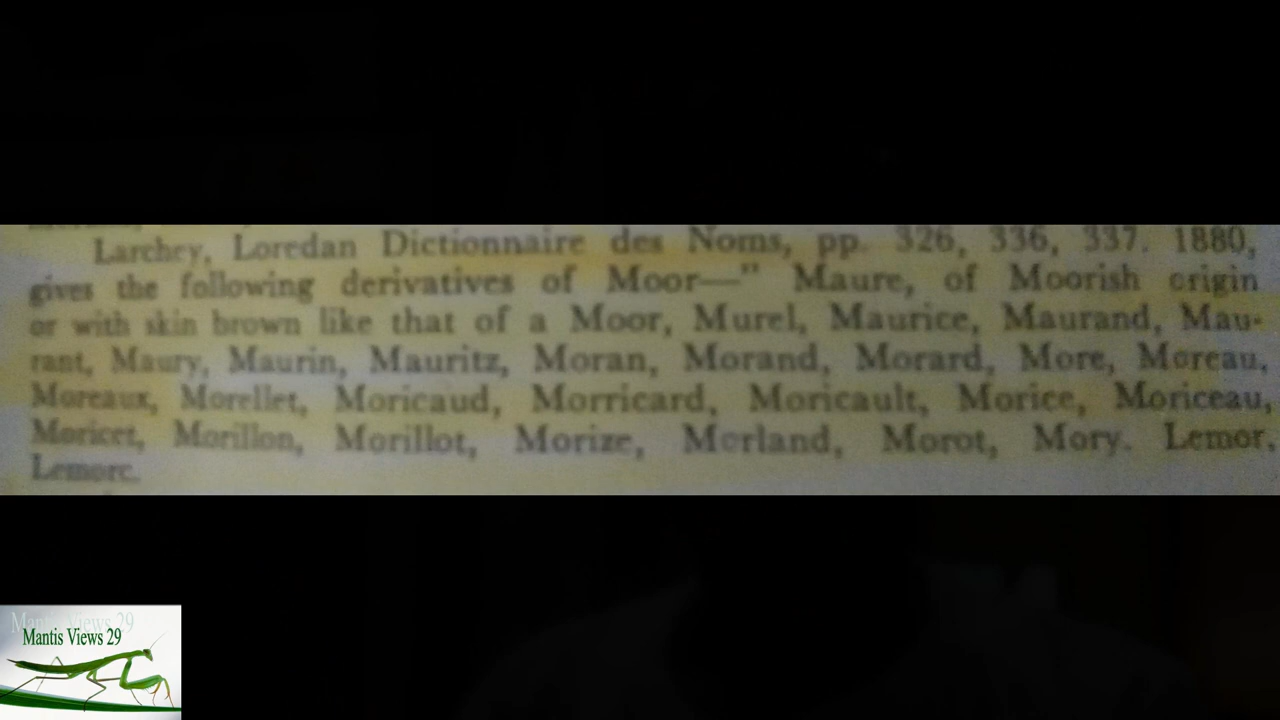 Larchey, Loredan Dictionnaire des Noms, pp. 326, 336, 337. 1880,
gives the following derivatives of Moor—" Maure, of Moorish origin
or with skin brown like that of a Moor, Murel, Maurice, Maurand, Mau-
rant, Maury, Maurin, Mauritz, Moran, Morand, Morard, More, Moreau,
Moreaux, Morellet, Moricaud, Morricard, Moricault, Morice, Moriceau,
Moricet, Morillon, Morillot, Morize, Morland, Morot, Mory. Lemor,
Lemore.
Mantis Views 29
Mantis Views 29